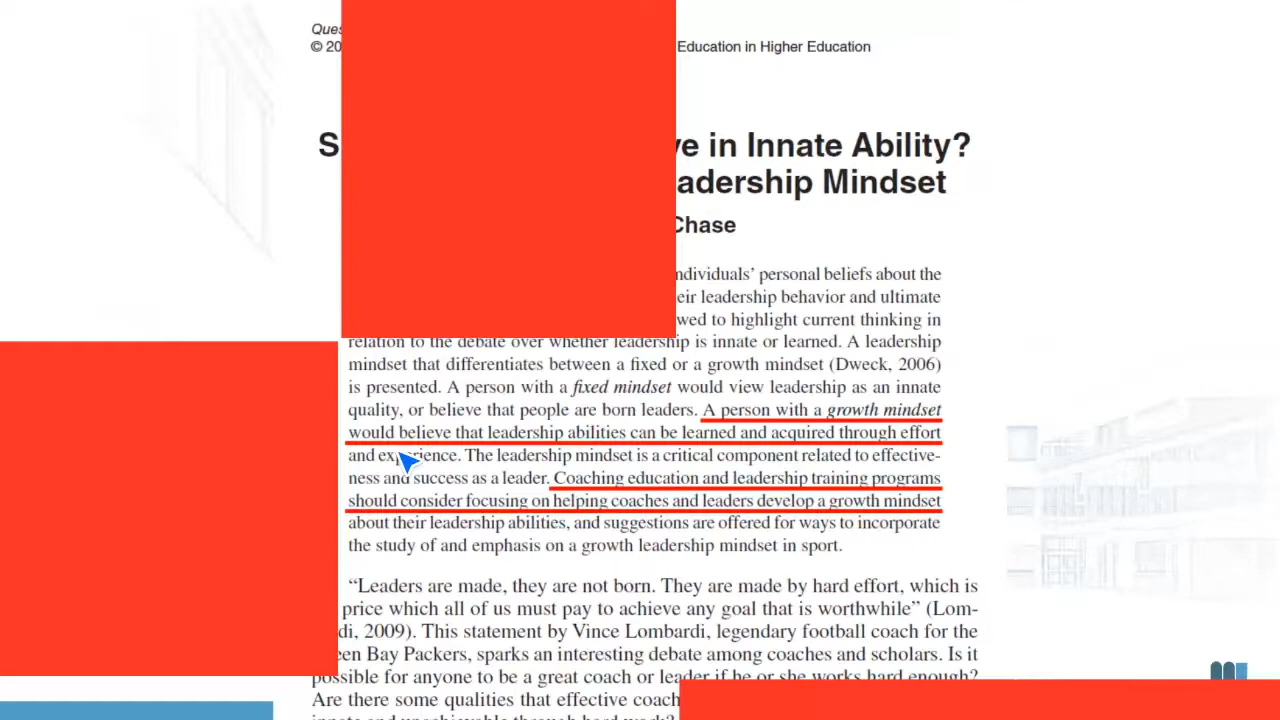 © 20 Education in Higher Education
in Innate Ability?
Mindset
Chase
personal beliefs about the
leadership behavior and ultimate
to highlight current thinking in
relation to the debate over whether leadership is innate or learned. A leadership
mindset that differentiates between a fixed or a growth mindset (Dweck, 2006)
is presented. A person with a fixed mindset would view leadership as an innate
quality, or believe that people are born leaders. A person with a growth mindset
would believe that leadership abilities can be learned and acquired through effort
and experience. The leadership mindset is a critical component related to effective-
ness and success as a leader. Coaching education and leadership training programs
should consider focusing on helping coaches and leaders develop a growth mindset
about their leadership abilities, and suggestions are offered for ways to incorporate
the study of and emphasis on a growth leadership mindset in sport.
“Leaders are made, they are not born. They are made by hard effort, which is
price which all of us must pay to achieve any goal that is worthwhile” (Lom-
di, 2009). This statement by Vince Lombardi, legendary football coach for the
Bay Packers, sparks an interesting debate among coaches and scholars. Is it
possible for anyone to be a great coach or leader if he or she works hard enough?
Are there some qualities that effective coach